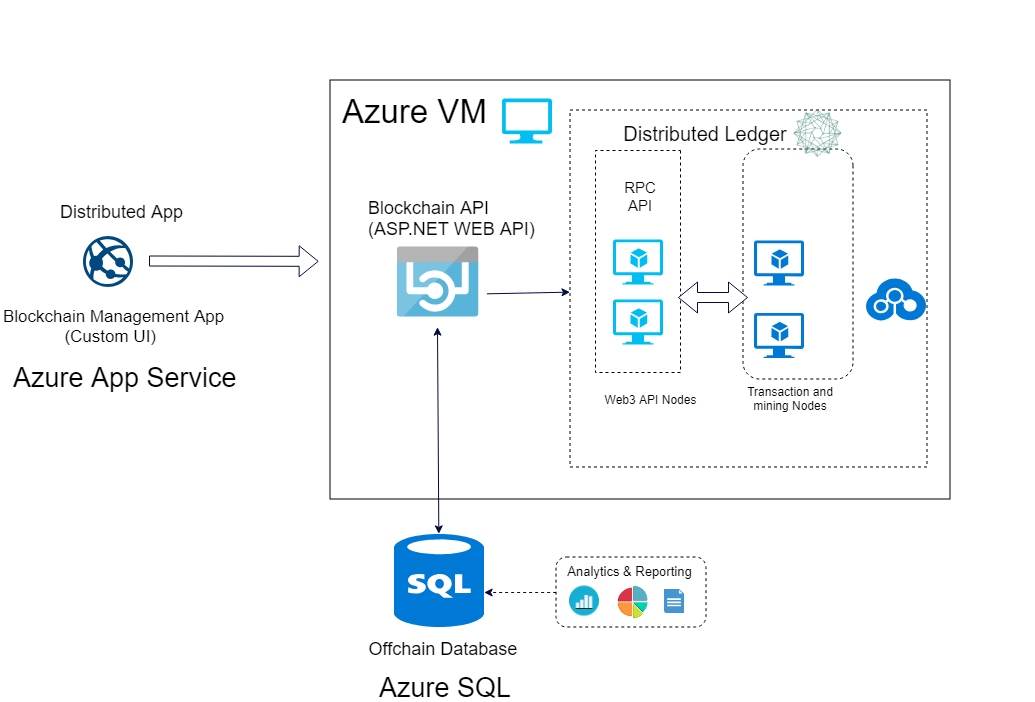 Azure VM
Distributed Ledger
RPC
API
Blockchain API
(ASP.NET WEB API)
Distributed App
Blockchain Management App
(Custom UI)
Azure App Service
Web3 API Nodes
Transaction and
mining Nodes
SQL
Analytics & Reporting
Offchain Database
Azure SQL